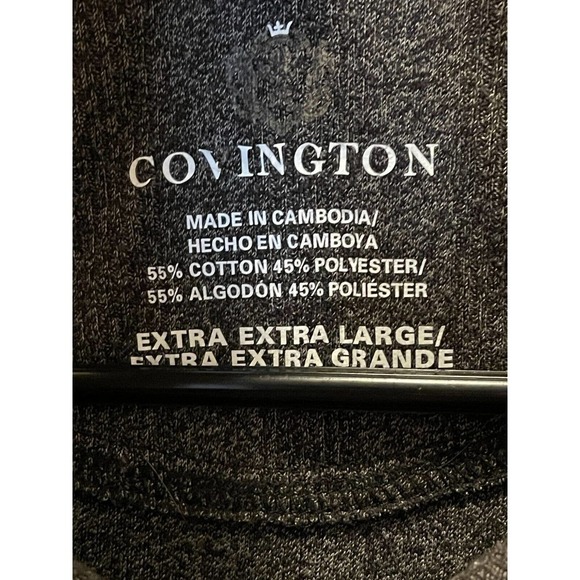 COVINGTON
MADE IN CAMBODIA/
HECHO EN CAMBOYA
55% COTTON 45% POLYESTER/
55% ALGODÓN 45% POLIÉSTER
EXTRA EXTRA LARGE/
EXTRA EXTRA GRANDE